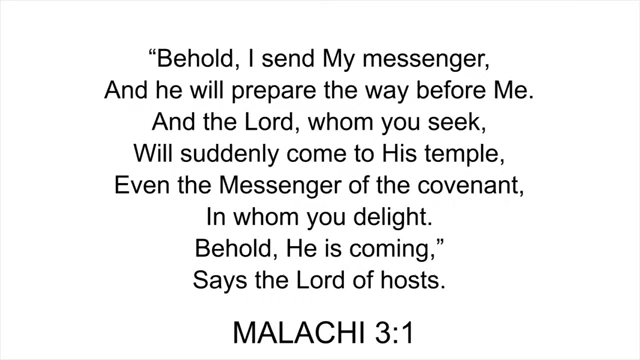 “Behold, I send My messenger,
And he will prepare the way before Me.
And the Lord, whom you seek,
Will suddenly come to His temple,
Even the Messenger of the covenant,
In whom you delight.
Behold, He is coming,”
Says the Lord of hosts.
MALACHI 3:1